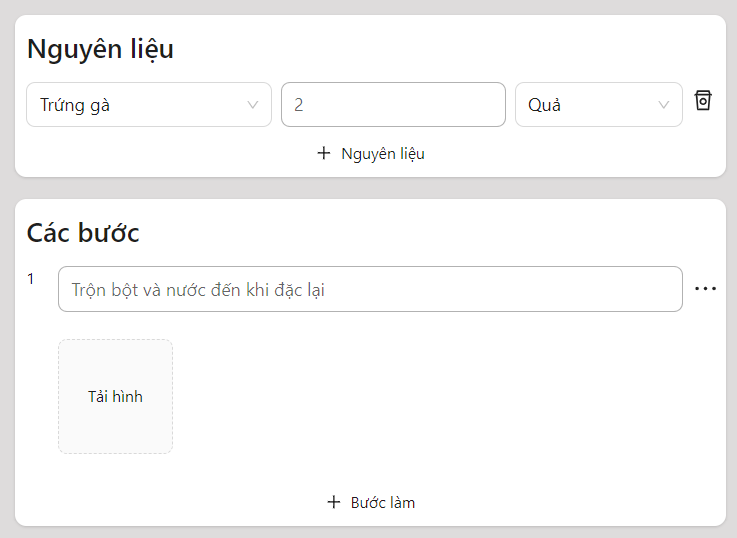 Nguyên liệu
Trứng gà 2 Quả
+ Nguyên liệu
Các bước
1 Trộn bột và nước đến khi đặc lại
Tải hình
+ Bước làm